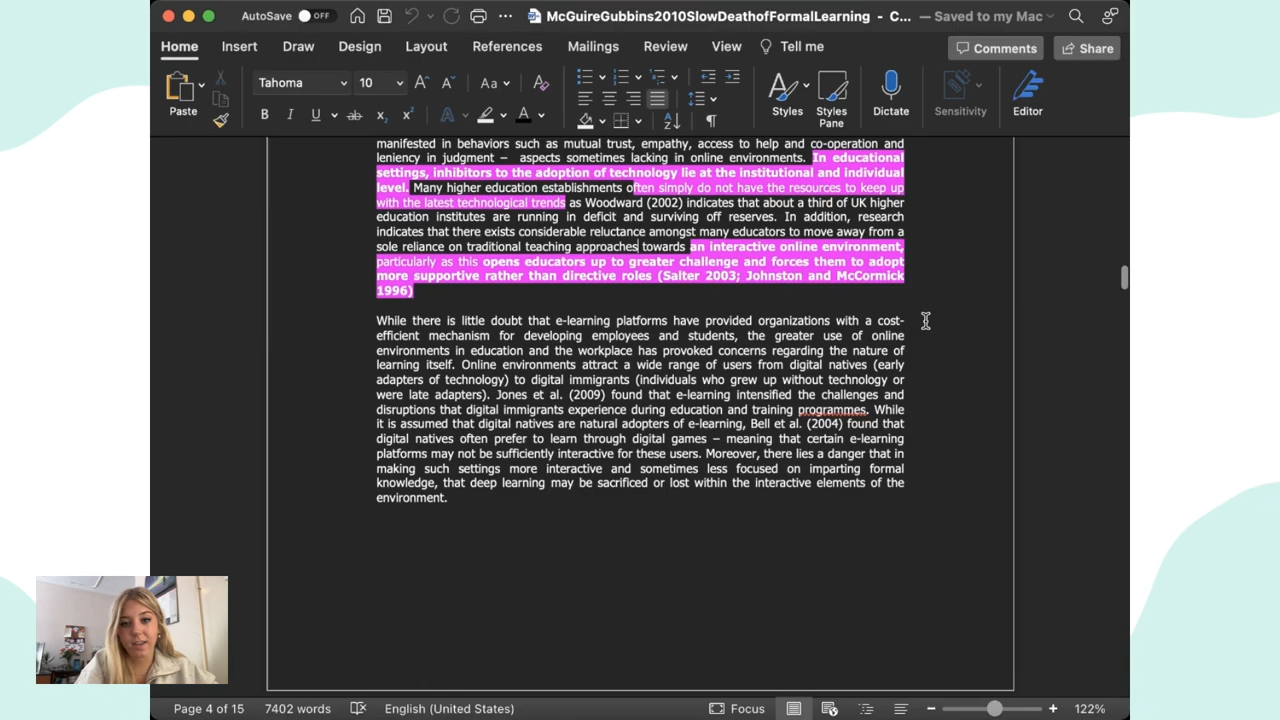 AutoSave OFF McGuireGubbins2010SlowDeathofFormalLearning - C... — Saved to my Mac
Home Insert Draw Design Layout References Mailings Review View Tell me Comments Share
Paste Tahoma 10 Aa Styles Styles Pane Dictate Sensitivity Editor
B I U ab x₂ x² A A
manifested in behaviors such as mutual trust, empathy, access to help and co-operation and
leniency in judgment – aspects sometimes lacking in online environments. In educational
settings, inhibitors to the adoption of technology lie at the institutional and individual
level. Many higher education establishments often simply do not have the resources to keep up
with the latest technological trends as Woodward (2002) indicates that about a third of UK higher
education institutes are running in deficit and surviving off reserves. In addition, research
indicates that there exists considerable reluctance amongst many educators to move away from a
sole reliance on traditional teaching approaches towards an interactive online environment,
particularly as this opens educators up to greater challenge and forces them to adopt
more supportive rather than directive roles (Salter 2003; Johnston and McCormick
1996)
While there is little doubt that e-learning platforms have provided organizations with a cost-
efficient mechanism for developing employees and students, the greater use of online
environments in education and the workplace has provoked concerns regarding the nature of
learning itself. Online environments attract a wide range of users from digital natives (early
adapters of technology) to digital immigrants (individuals who grew up without technology or
were late adapters). Jones et al. (2009) found that e-learning intensified the challenges and
disruptions that digital immigrants experience during education and training programmes. While
it is assumed that digital natives are natural adopters of e-learning, Bell et al. (2004) found that
digital natives often prefer to learn through digital games – meaning that certain e-learning
platforms may not be sufficiently interactive for these users. Moreover, there lies a danger that in
making such settings more interactive and sometimes less focused on imparting formal
knowledge, that deep learning may be sacrificed or lost within the interactive elements of the
environment.
Page 4 of 15 7402 words English (United States) Focus 122%